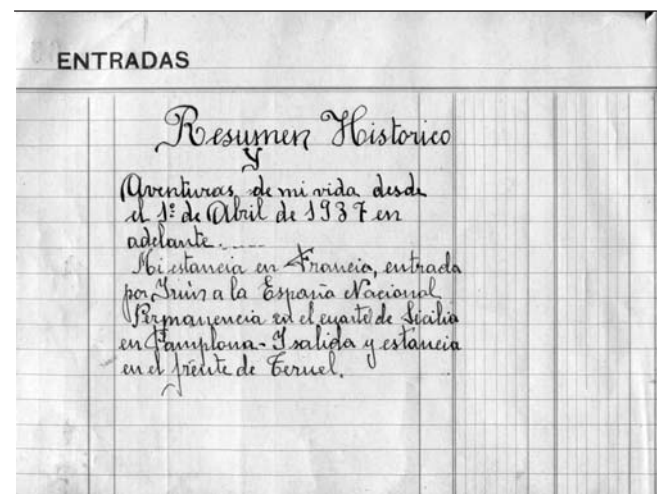 ENTRADAS
Resumen Historico
Y
Aventuras de mi vida desde
el 1º de Abril de 1937 en
adelante.....
Mi estancia en Francia, entrada
por Irún a la España Nacional
Permanencia en el cuartel de Sicilia
en Pamplona - I salida y estancia
en el frente de Teruel.